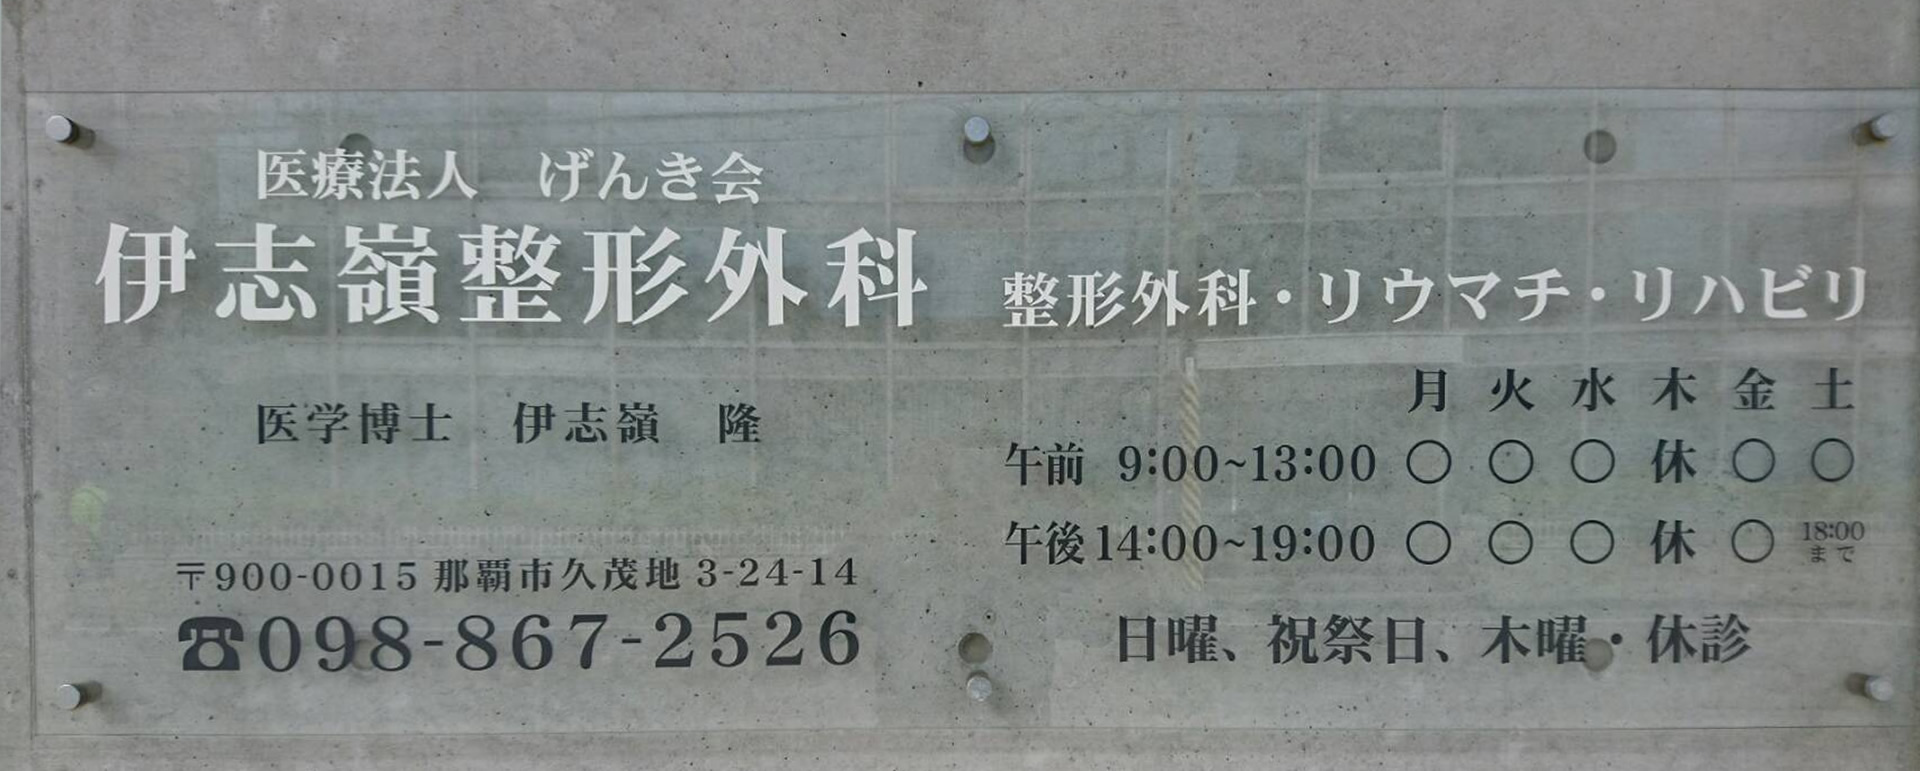 医療法人　げんき会
伊志嶺整形外科
医学博士　伊志嶺　隆
〒900-0015 那覇市久茂地 3-24-14
☎098-867-2526
整形外科・リウマチ・リハビリ
月 火 水 木 金 土
午前 9:00~13:00 〇 〇 〇 休 〇 〇
午後 14:00~19:00 〇 〇 〇 休 〇 18:00まで
日曜、祝祭日、木曜・休診